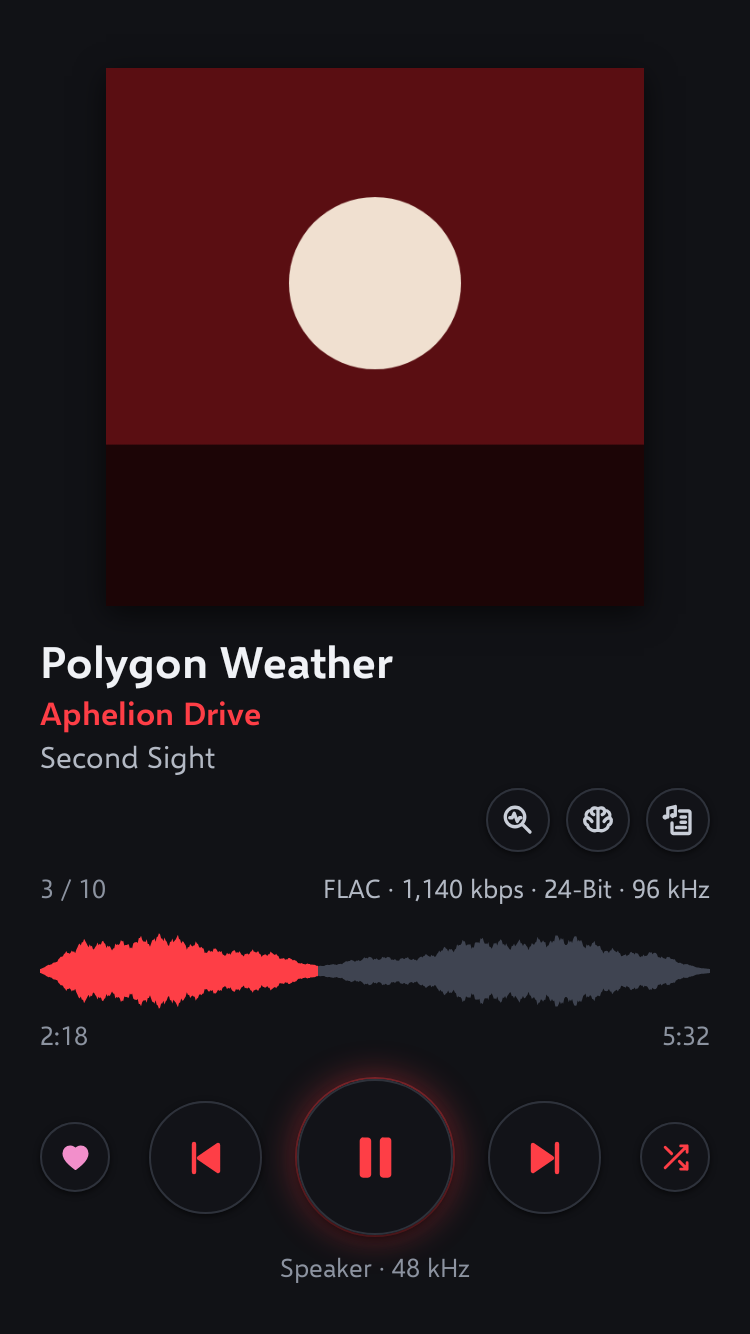 Polygon Weather
Aphelion Drive
Second Sight
3 / 10
FLAC · 1,140 kbps · 24-Bit · 96 kHz
2:18
5:32
Speaker · 48 kHz